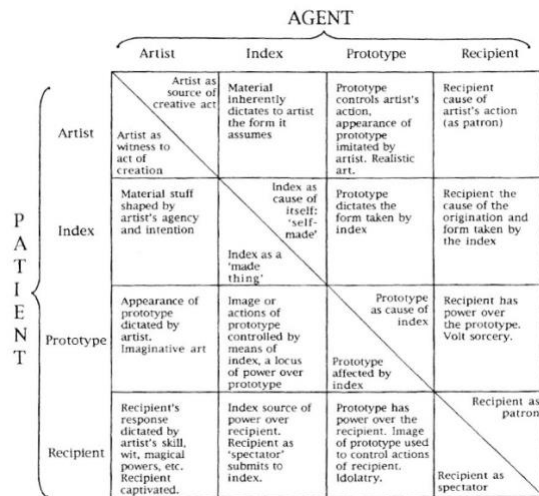 AGENT
Artist
Index
Prototype
Recipient
PATIENT
Artist
Artist as
source of
creative act
Artist as
witness to
act of
creation
Material
inherently
dictates to artist
the form it
assumes
Prototype
controls artist's
action,
appearance of
prototype
imitated by
artist. Realistic
art.
Recipient
cause of
artist's action
(as patron)
Index
Material stuff
shaped by
artist's agency
and intention
Index as
cause of
itself:
'self-
made'
Index as a
'made
thing'
Prototype
dictates the
form taken by
index
Recipient the
cause of the
origination and
form taken by
the index
Prototype
Appearance of
prototype
dictated by
artist.
Imaginative art
Image or
actions of
prototype
controlled by
means of
index, a locus
of power over
prototype
Prototype
as cause of
index
Prototype
affected by
index
Recipient has
power over
the prototype.
Volt sorcery.
Recipient
Recipient's
response
dictated by
artist's skill,
wit, magical
powers, etc.
Recipient
captivated.
Index source of
power over
recipient.
Recipient as
'spectator'
submits to
index.
Prototype has
power over the
recipient. Image
of prototype used
to control actions
of recipient.
Idolatry.
Recipient as
patron
Recipient as
spectator